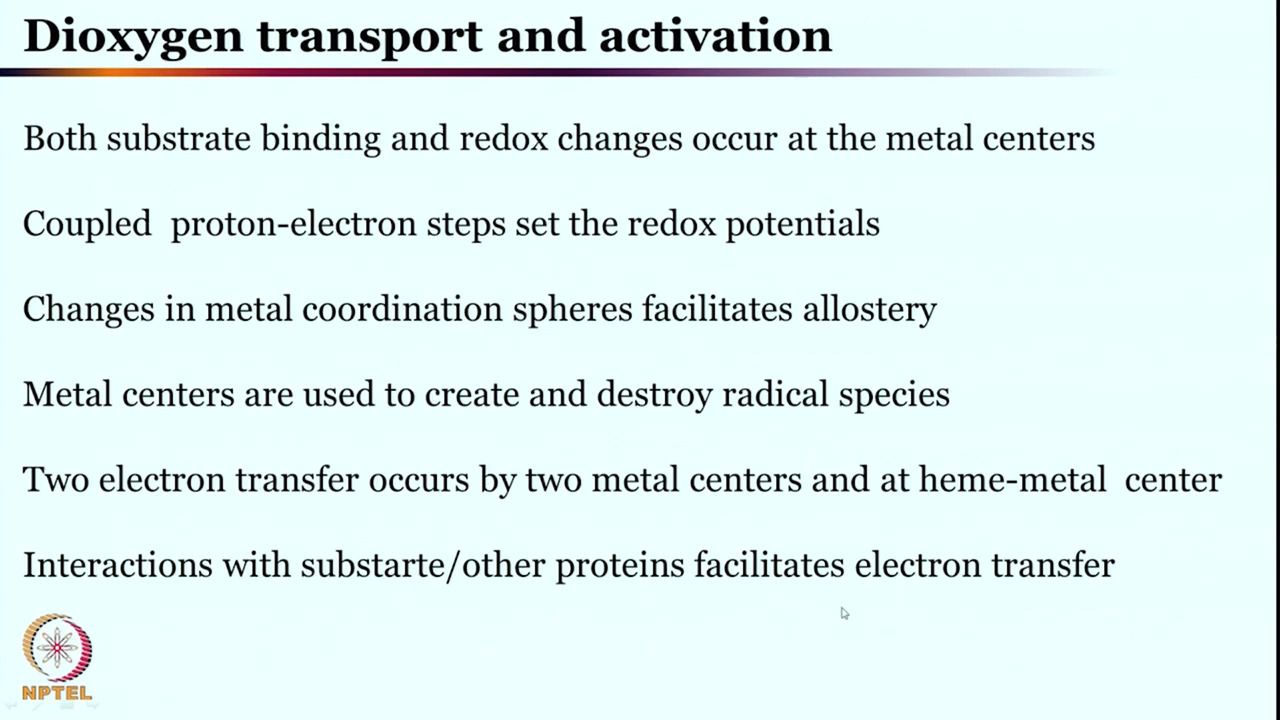 Dioxygen transport and activation
Both substrate binding and redox changes occur at the metal centers
Coupled  proton-electron steps set the redox potentials
Changes in metal coordination spheres facilitates allostery
Metal centers are used to create and destroy radical species
Two electron transfer occurs by two metal centers and at heme-metal  center
Interactions with substarte/other proteins facilitates electron transfer
NPTEL